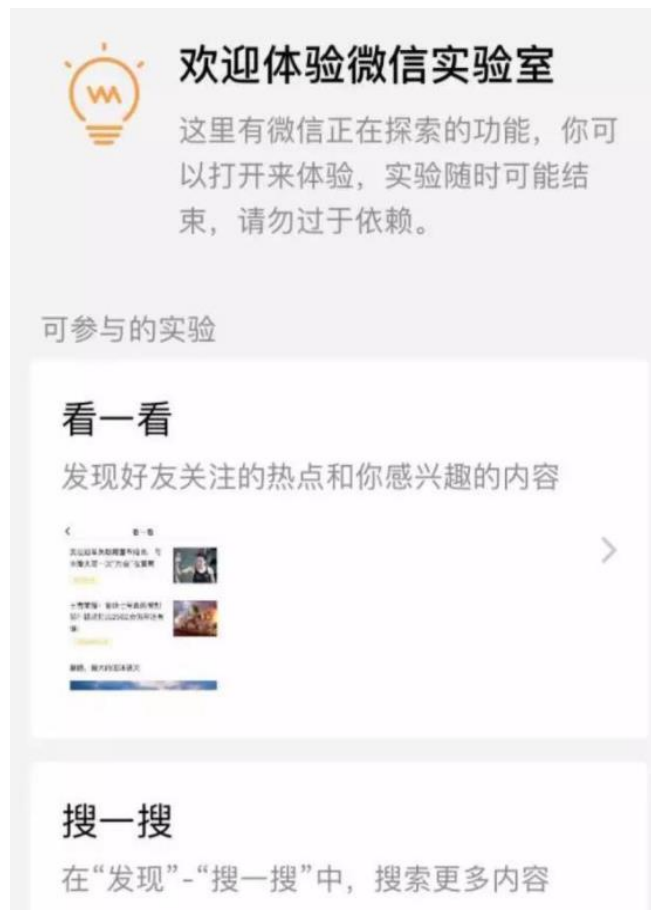 欢迎体验微信实验室
这里有微信正在探索的功能，你可
以打开来体验，实验随时可能结
束，请勿过于依赖。
可参与的实验
看一看
发现好友关注的热点和你感兴趣的内容
看一看
搜一搜
在“发现”-“搜一搜”中，搜索更多内容